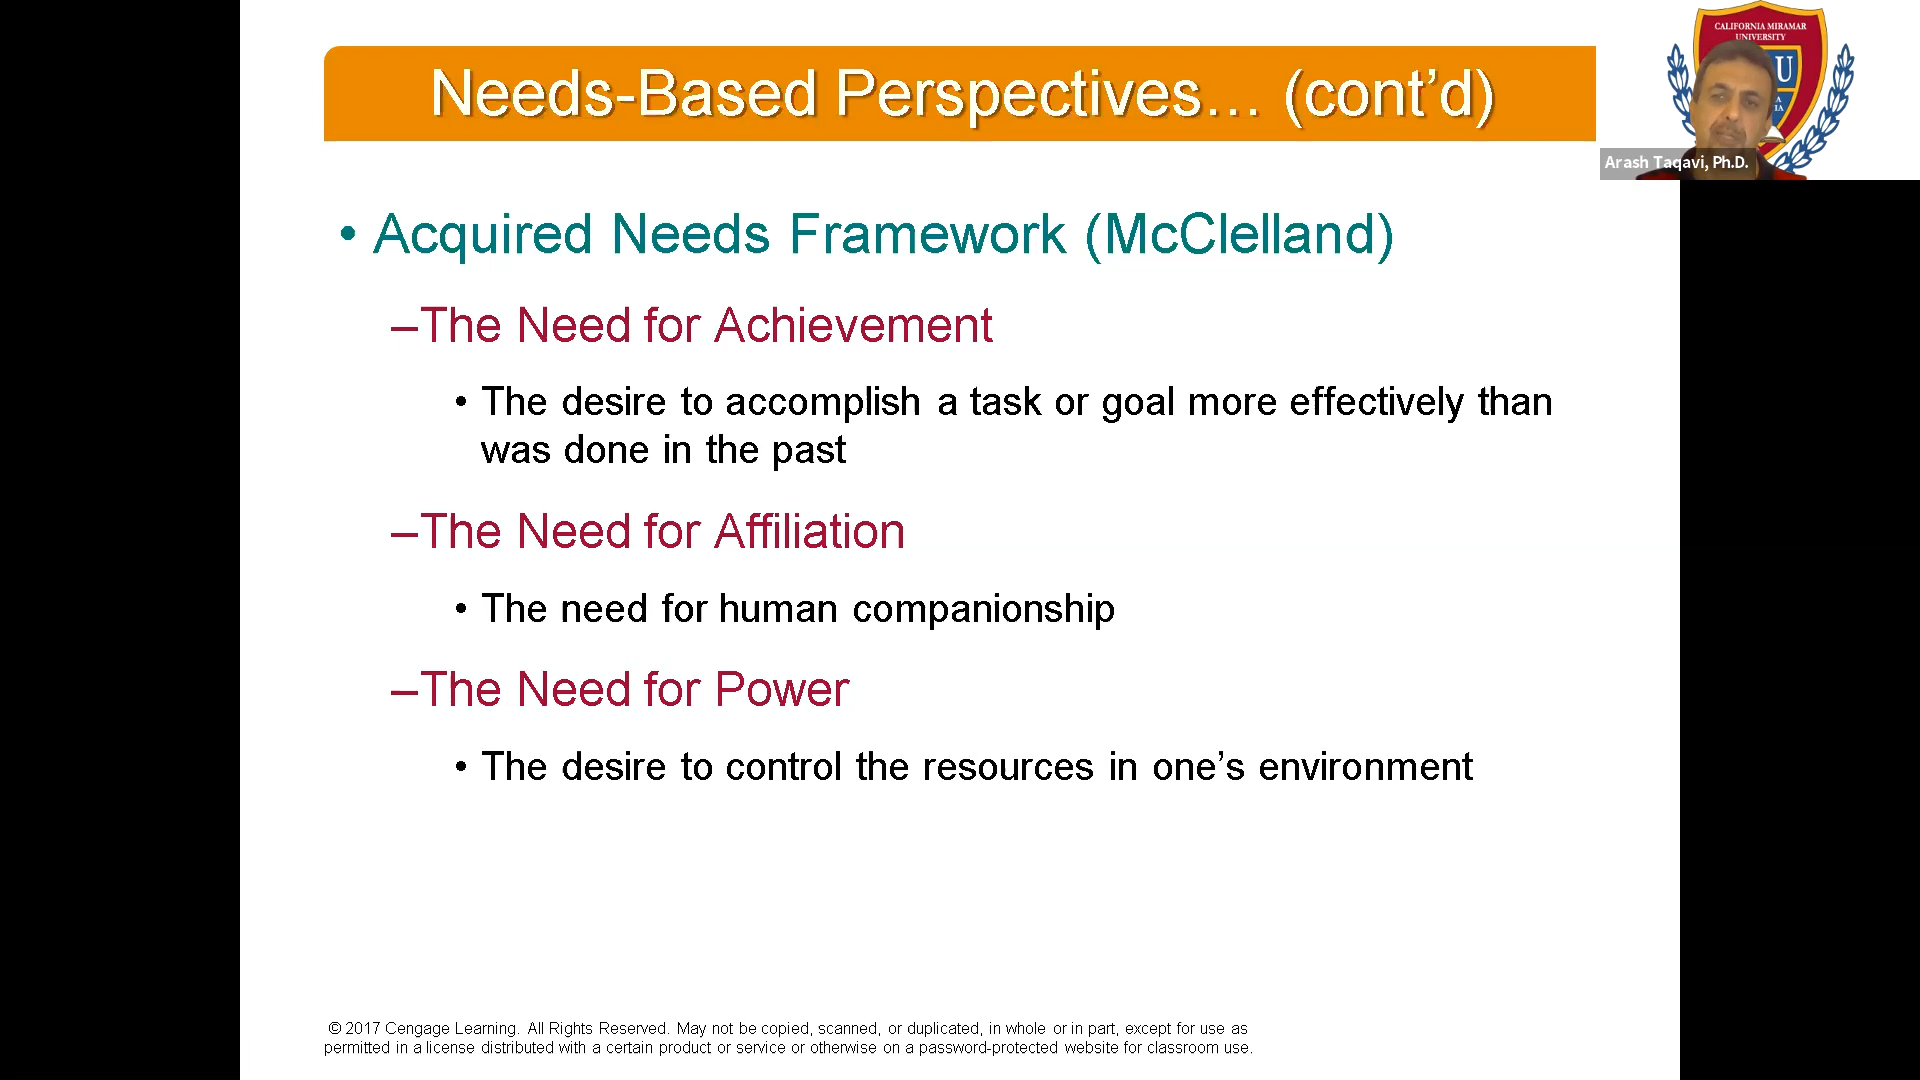 Needs-Based Perspectives… (cont’d)
CALIFORNIA MIRAMAR
UNIVERSITY
U
Arash Taqavi, Ph.D.
• Acquired Needs Framework (McClelland)
–The Need for Achievement
• The desire to accomplish a task or goal more effectively than
was done in the past
–The Need for Affiliation
• The need for human companionship
–The Need for Power
• The desire to control the resources in one’s environment
© 2017 Cengage Learning. All Rights Reserved. May not be copied, scanned, or duplicated, in whole or in part, except for use as
permitted in a license distributed with a certain product or service or otherwise on a password-protected website for classroom use.